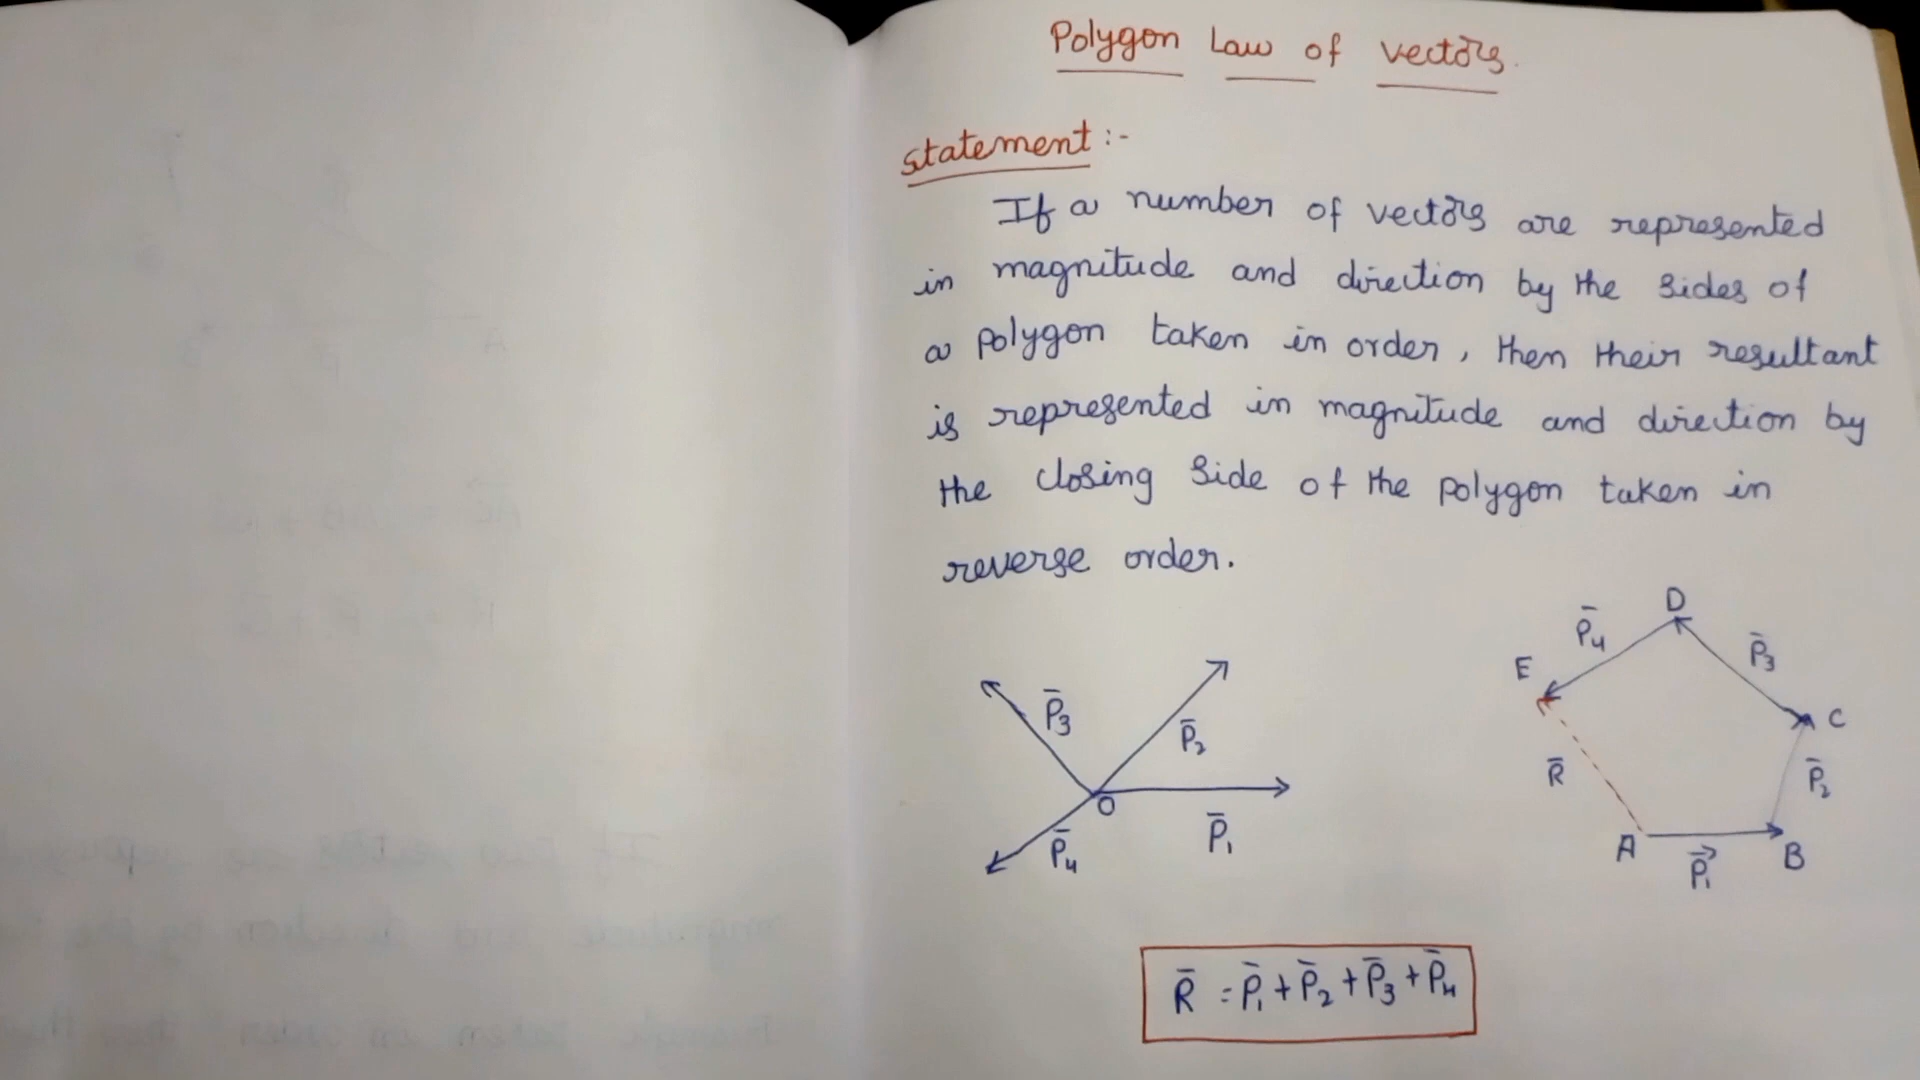 Polygon Law of vectors.
Statement :-
If a number of vectors are represented
in magnitude and direction by the sides of
a polygon taken in order, then their resultant
is represented in magnitude and direction by
the closing side of the polygon taken in
reverse order.
P̄3
P̄2
O
P̄1
P̄4
D
P̄4
P̄3
E
C
R̄
P̄2
A
B
P⃗1
R̄ = P̄1 + P̄2 + P̄3 + P̄4